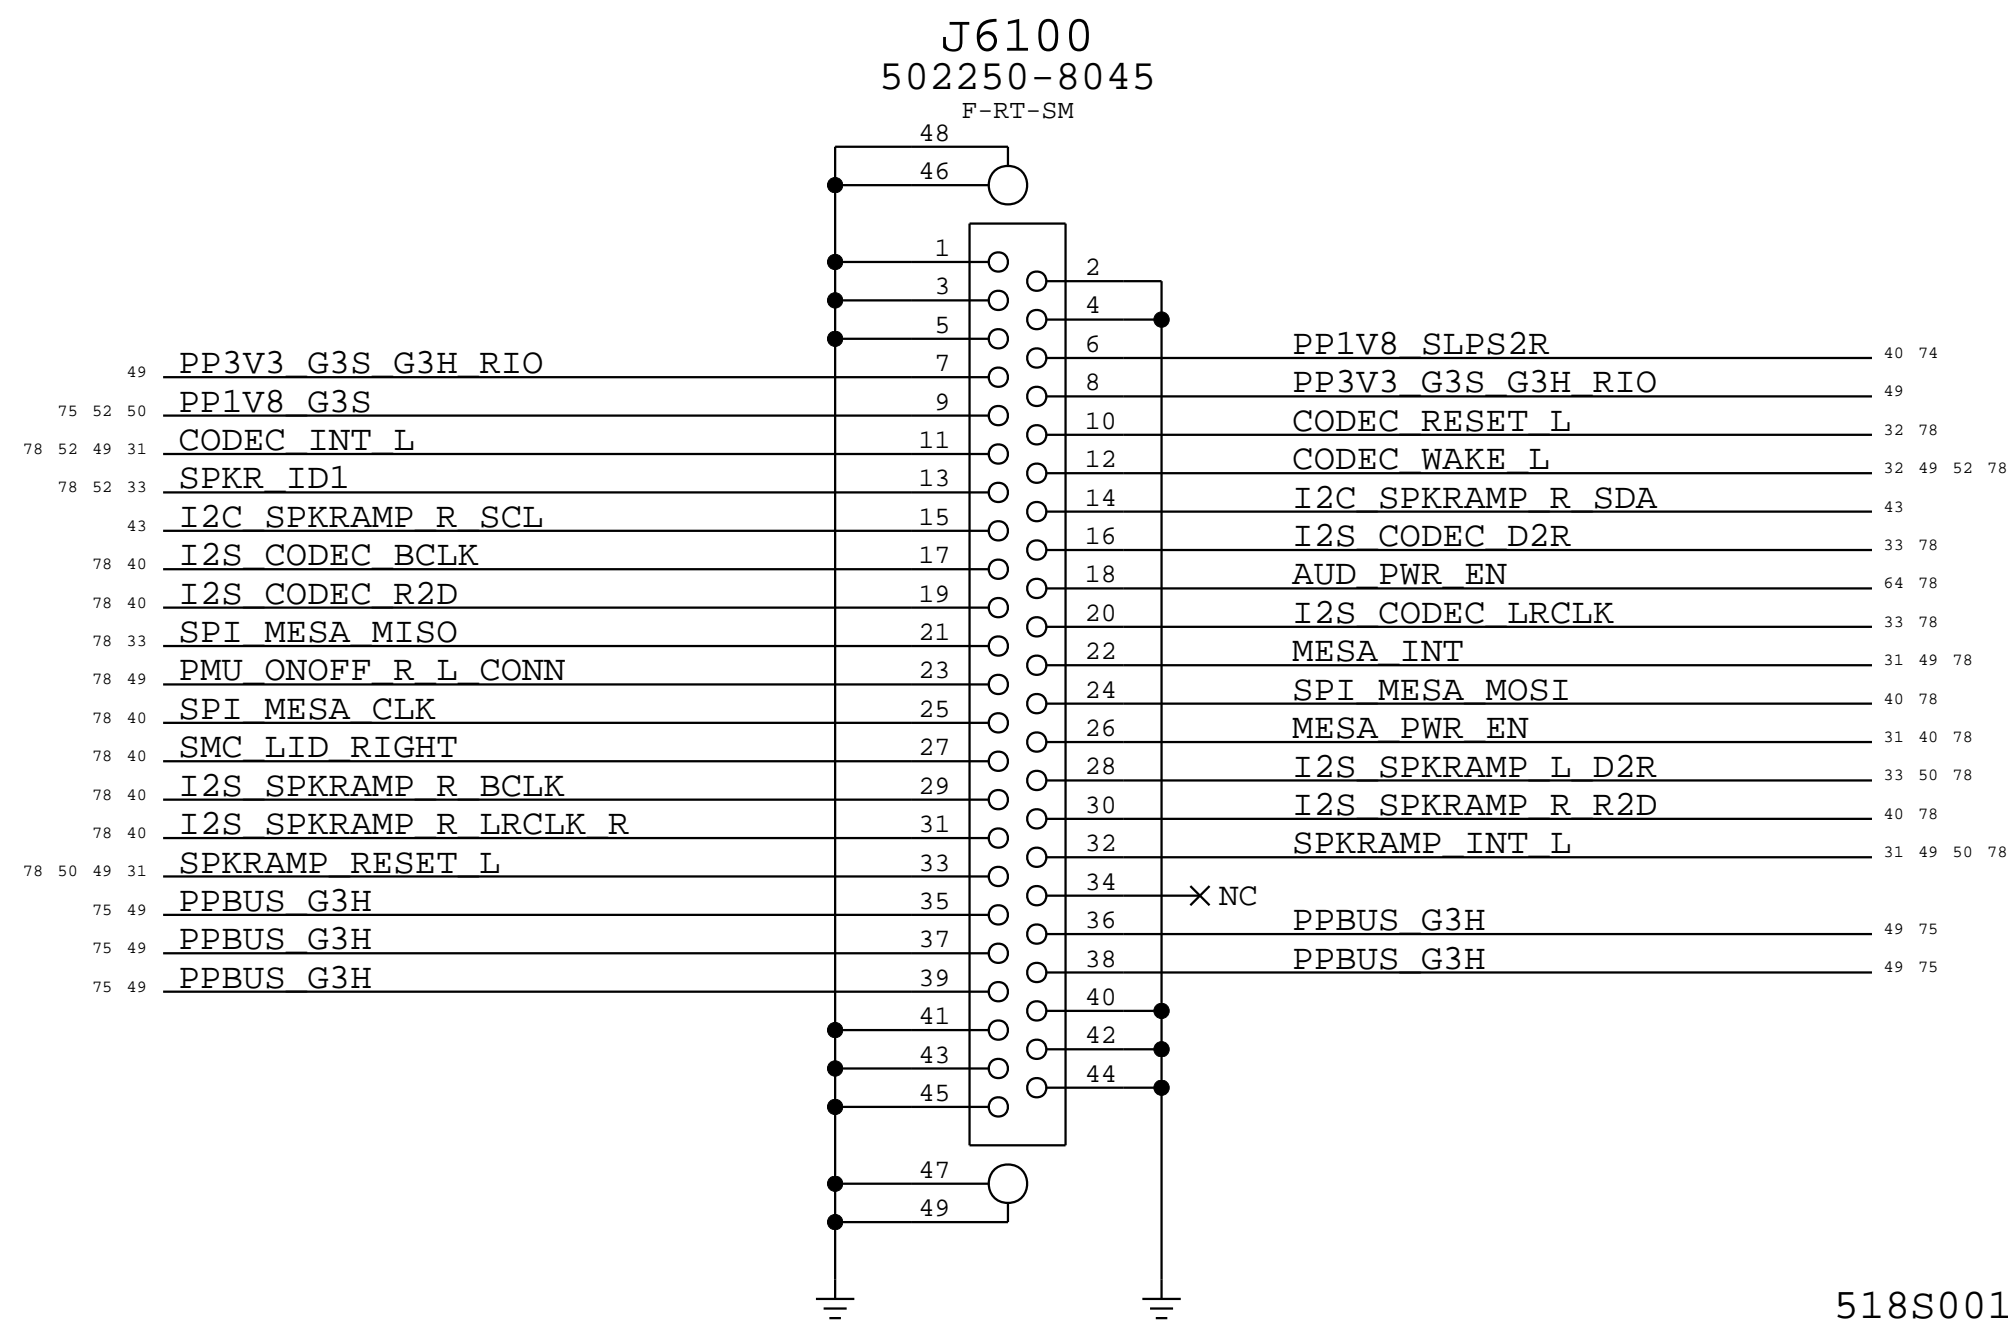 J6100
502250-8045
F-RT-SM
48
46
1
2
3
4
5
6 PP1V8_SLPS2R 40 74
49 PP3V3_G3S_G3H_RIO 7
8 PP3V3_G3S_G3H_RIO 49
75 52 50 PP1V8_G3S 9
10 CODEC_RESET_L 32 78
78 52 49 31 CODEC_INT_L 11
12 CODEC_WAKE_L 32 49 52 78
78 52 33 SPKR_ID1 13
14 I2C_SPKRAMP_R_SDA 43
43 I2C_SPKRAMP_R_SCL 15
16 I2S_CODEC_D2R 33 78
78 40 I2S_CODEC_BCLK 17
18 AUD_PWR_EN 64 78
78 40 I2S_CODEC_R2D 19
20 I2S_CODEC_LRCLK 33 78
78 33 SPI_MESA_MISO 21
22 MESA_INT 31 49 78
78 49 PMU_ONOFF_R_L_CONN 23
24 SPI_MESA_MOSI 40 78
78 40 SPI_MESA_CLK 25
26 MESA_PWR_EN 31 40 78
78 40 SMC_LID_RIGHT 27
28 I2S_SPKRAMP_L_D2R 33 50 78
78 40 I2S_SPKRAMP_R_BCLK 29
30 I2S_SPKRAMP_R_R2D 40 78
78 40 I2S_SPKRAMP_R_LRCLK_R 31
32 SPKRAMP_INT_L 31 49 50 78
78 50 49 31 SPKRAMP_RESET_L 33
34 NC
75 49 PPBUS_G3H 35
36 PPBUS_G3H 49 75
75 49 PPBUS_G3H 37
38 PPBUS_G3H 49 75
75 49 PPBUS_G3H 39
40
41
42
43
44
45
47
49
518S001